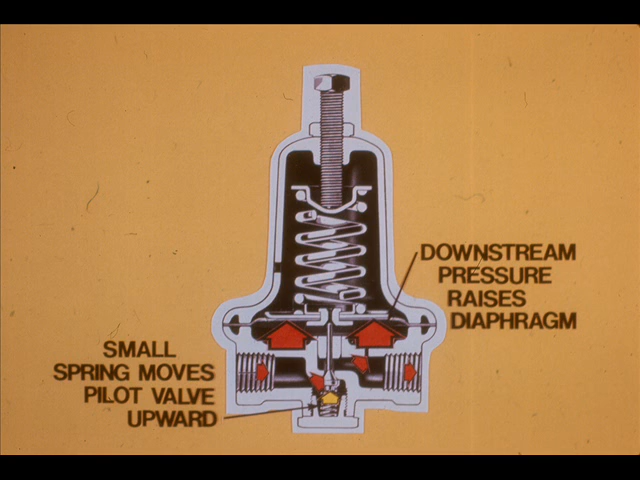 DOWNSTREAM
PRESSURE
RAISES
DIAPHRAGM
SMALL
SPRING MOVES
PILOT VALVE
UPWARD